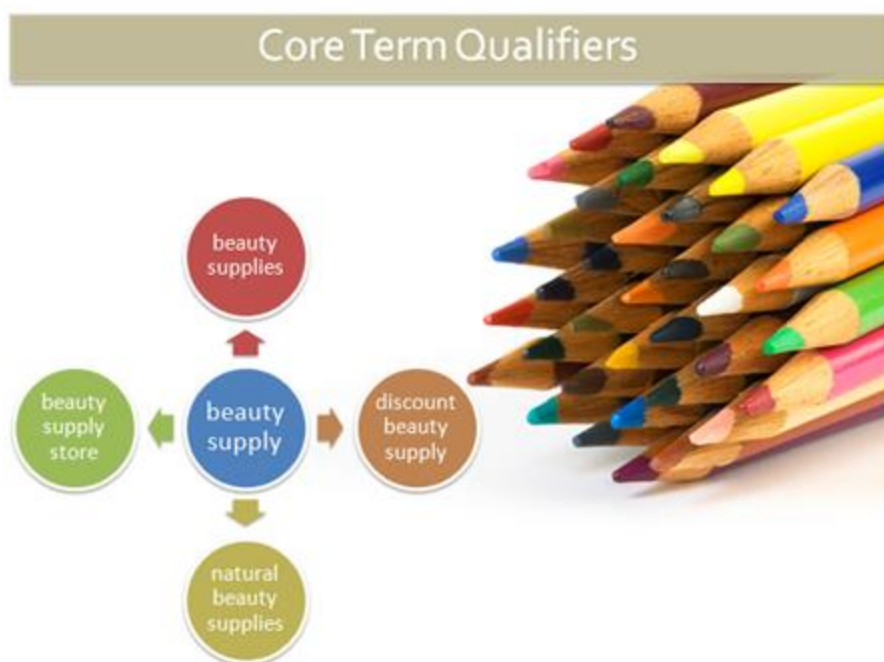 Core Term Qualifiers
beauty
supplies
beauty
supply
store
beauty
supply
discount
beauty
supply
natural
beauty
supplies